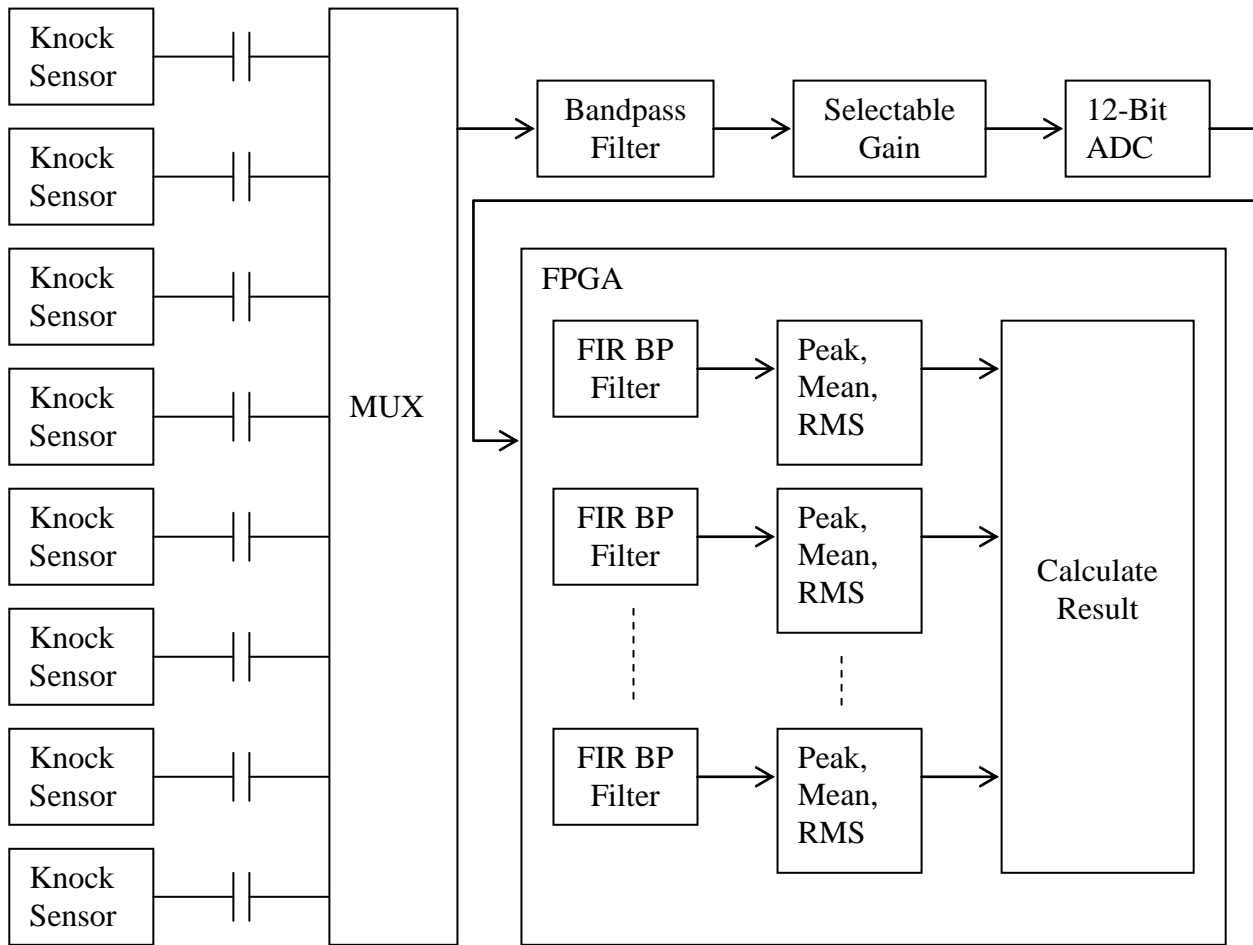 Knock
Sensor
Knock
Sensor
Knock
Sensor
Knock
Sensor
Knock
Sensor
Knock
Sensor
Knock
Sensor
Knock
Sensor
MUX
Bandpass
Filter
Selectable
Gain
12-Bit
ADC
FPGA
FIR BP
Filter
Peak,
Mean,
RMS
FIR BP
Filter
Peak,
Mean,
RMS
FIR BP
Filter
Peak,
Mean,
RMS
Calculate
Result